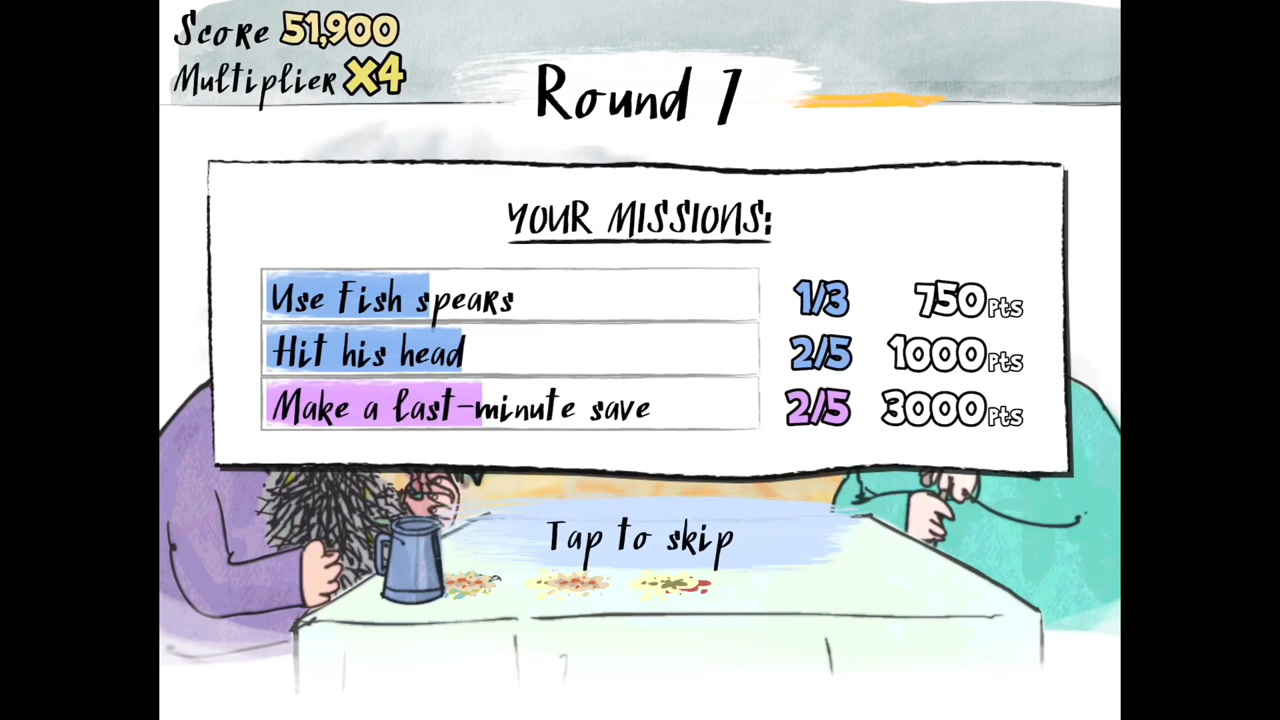 Score 51,900
Multiplier X4
Round 7
YOUR MISSIONS:
Use Fish spears 1/3 750Pts
Hit his head 2/5 1000Pts
Make a last-minute save 2/5 3000Pts
Tap to skip